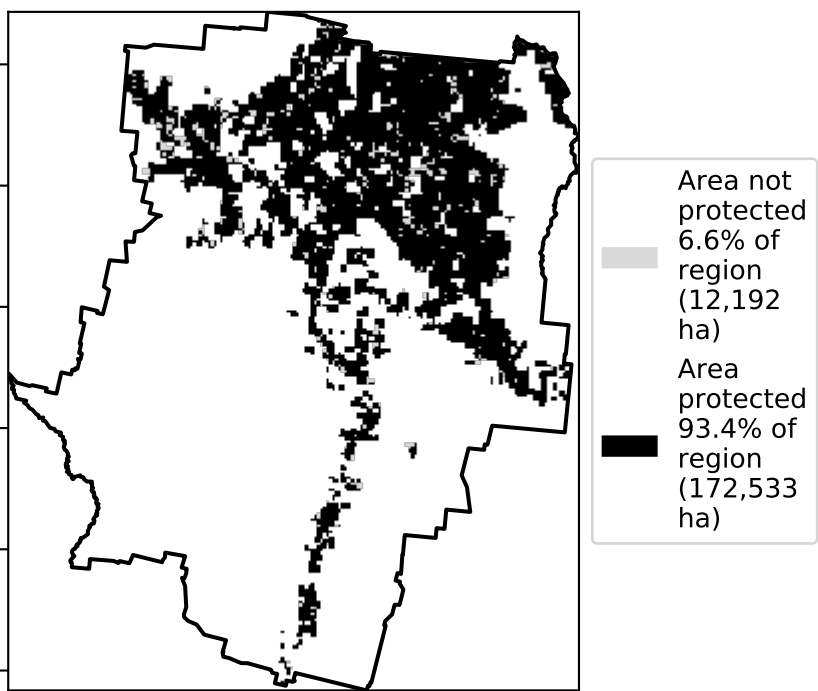 Area not
protected
6.6% of
region
(12,192
ha)
Area
protected
93.4% of
region
(172,533
ha)